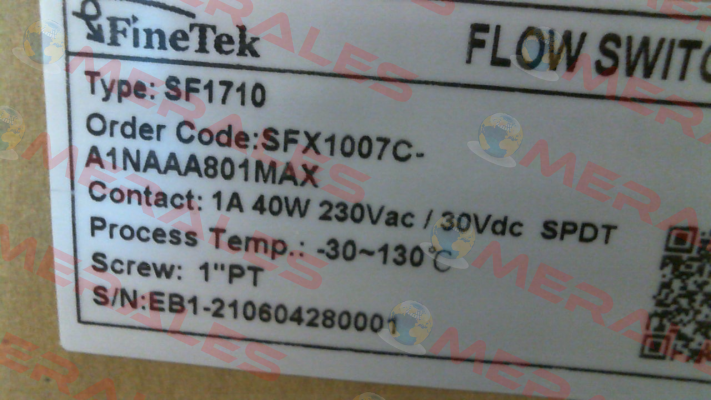 FineTek
FLOW SWITC
Type: SF1710
Order Code:SFX1007C-
A1NAAA801MAX
Contact: 1A 40W 230Vac / 30Vdc SPDT
Process Temp.: -30~130℃
Screw: 1"PT
S/N:EB1-210604280001
MERALES